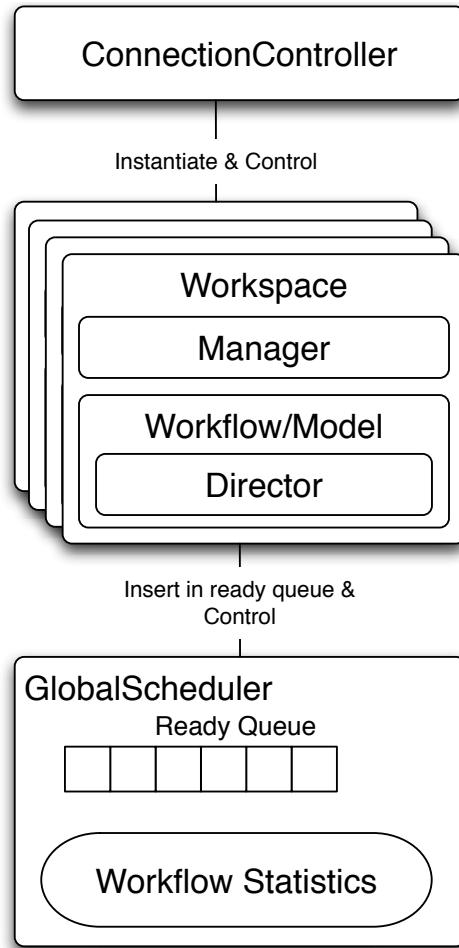 ConnectionController
Instantiate & Control
Workspace
Manager
Workflow/Model
Director
Insert in ready queue &
Control
GlobalScheduler
Ready Queue
Workflow Statistics